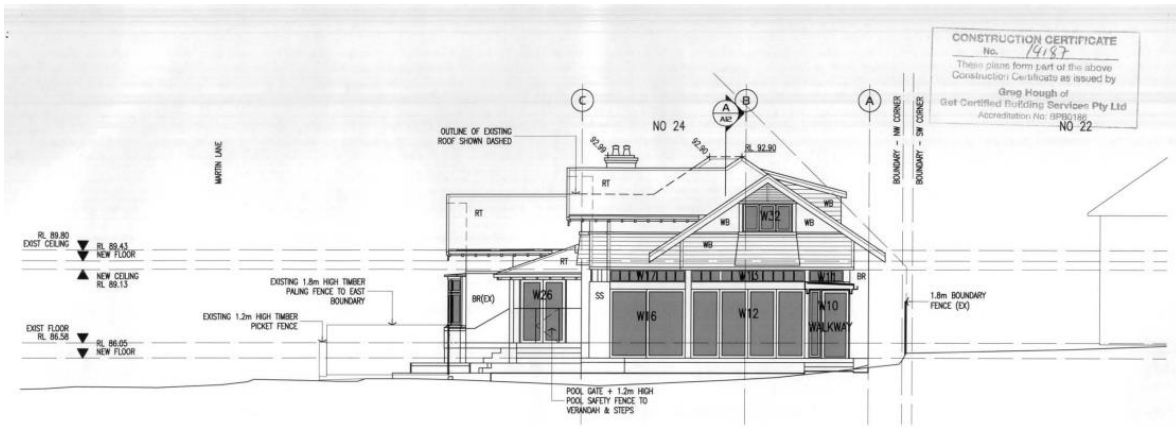 CONSTRUCTION CERTIFICATE
No. 14187
These plans form part of the above
Construction Certificate as issued by
Greg Hough of
Get Certified Building Services Pty Ltd
Accreditation No: BPB0186
C
A
A12
B
A
NO 24
NO 22
MARTIN LANE
OUTLINE OF EXISTING
ROOF SHOWN DASHED
92.99
92.90
RL 92.90
BOUNDARY - NW CORNER
BOUNDARY - SW CORNER
RT
RT
RT
WB
WB
WB
WB
W32
RL 89.80
EXIST CEILING
RL 89.43
NEW FLOOR
NEW CEILING
RL 89.13
EXISTING 1.8m HIGH TIMBER
PALING FENCE TO EAST
BOUNDARY
EXISTING 1.2m HIGH TIMBER
PICKET FENCE
EXIST FLOOR
RL 86.58
RL 86.05
NEW FLOOR
BR(EX)
W26
SS
W17
W13
W11
BR
W16
W12
W10
WALKWAY
1.8m BOUNDARY
FENCE (EX)
POOL GATE + 1.2m HIGH
POOL SAFETY FENCE TO
VERANDAH & STEPS